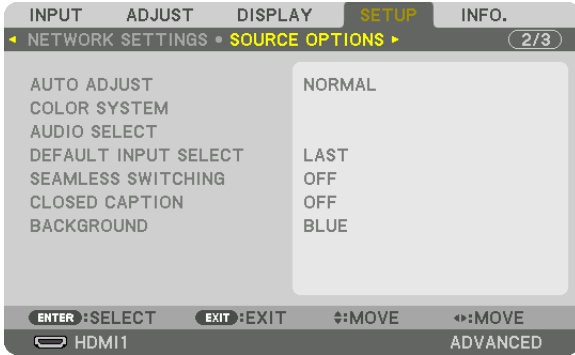 INPUT ADJUST DISPLAY SETUP INFO.
NETWORK SETTINGS • SOURCE OPTIONS 2/3
AUTO ADJUST NORMAL
COLOR SYSTEM
AUDIO SELECT
DEFAULT INPUT SELECT LAST
SEAMLESS SWITCHING OFF
CLOSED CAPTION OFF
BACKGROUND BLUE
ENTER :SELECT EXIT :EXIT :MOVE :MOVE
HDMI1 ADVANCED